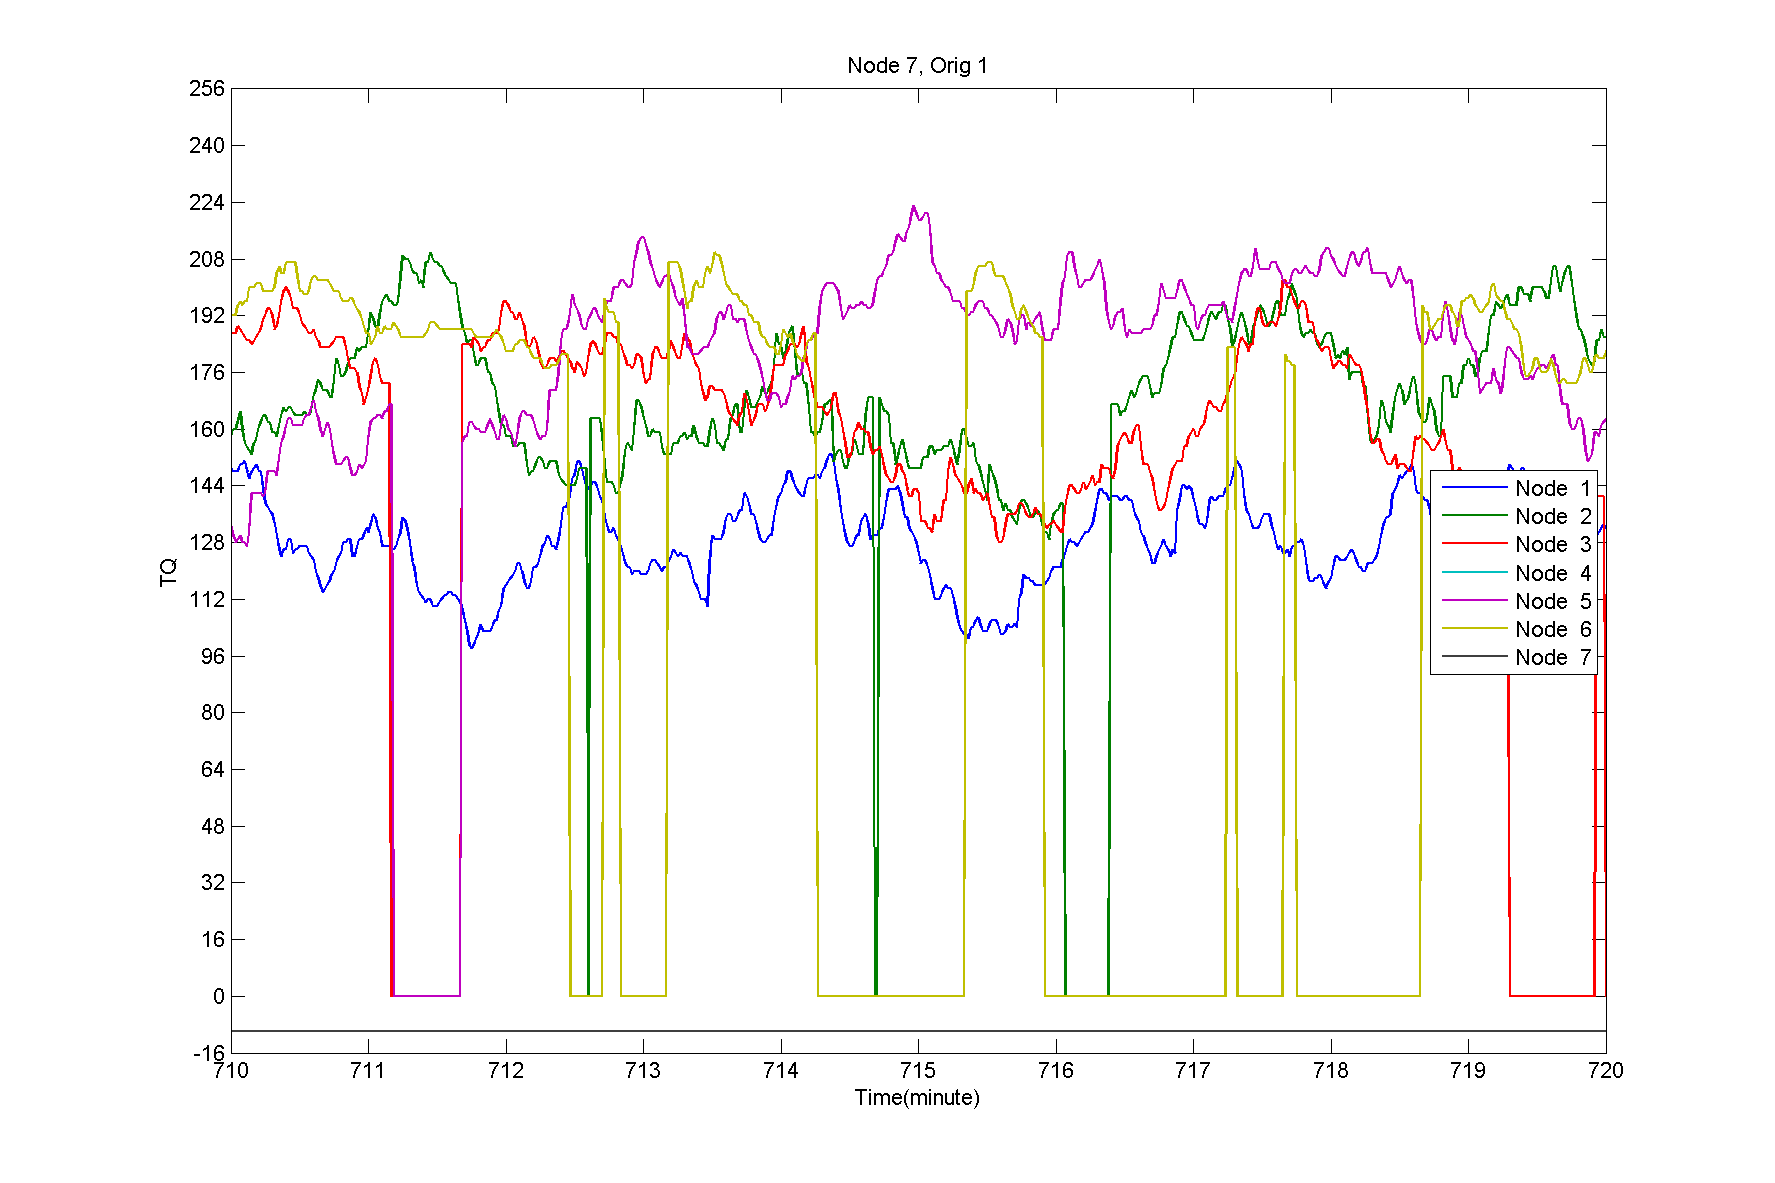 Node 7, Orig 1
256
240
224
208
192
176
160
144
128
112
96
80
64
48
32
16
0
-16
TQ
Node 1
Node 2
Node 3
Node 4
Node 5
Node 6
Node 7
710 711 712 713 714 715 716 717 718 719 720
Time(minute)